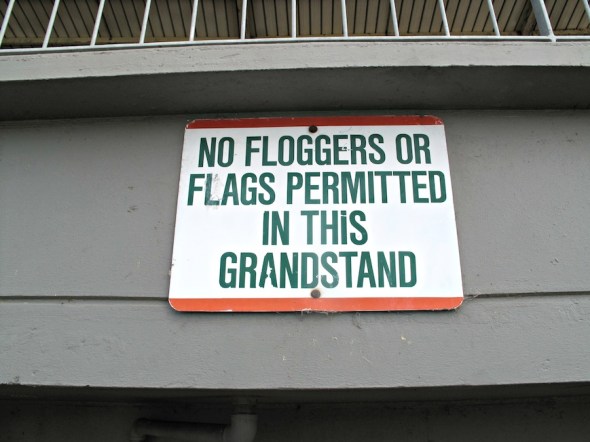 NO FLOGGERS OR
FLAGS PERMITTED
IN THiS
GRANDSTAND